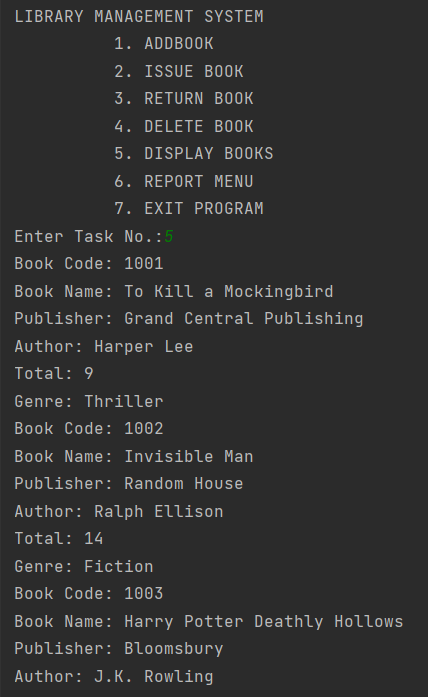 LIBRARY MANAGEMENT SYSTEM
1. ADDBOOK
2. ISSUE BOOK
3. RETURN BOOK
4. DELETE BOOK
5. DISPLAY BOOKS
6. REPORT MENU
7. EXIT PROGRAM
Enter Task No.:5
Book Code: 1001
Book Name: To Kill a Mockingbird
Publisher: Grand Central Publishing
Author: Harper Lee
Total: 9
Genre: Thriller
Book Code: 1002
Book Name: Invisible Man
Publisher: Random House
Author: Ralph Ellison
Total: 14
Genre: Fiction
Book Code: 1003
Book Name: Harry Potter Deathly Hollows
Publisher: Bloomsbury
Author: J.K. Rowling